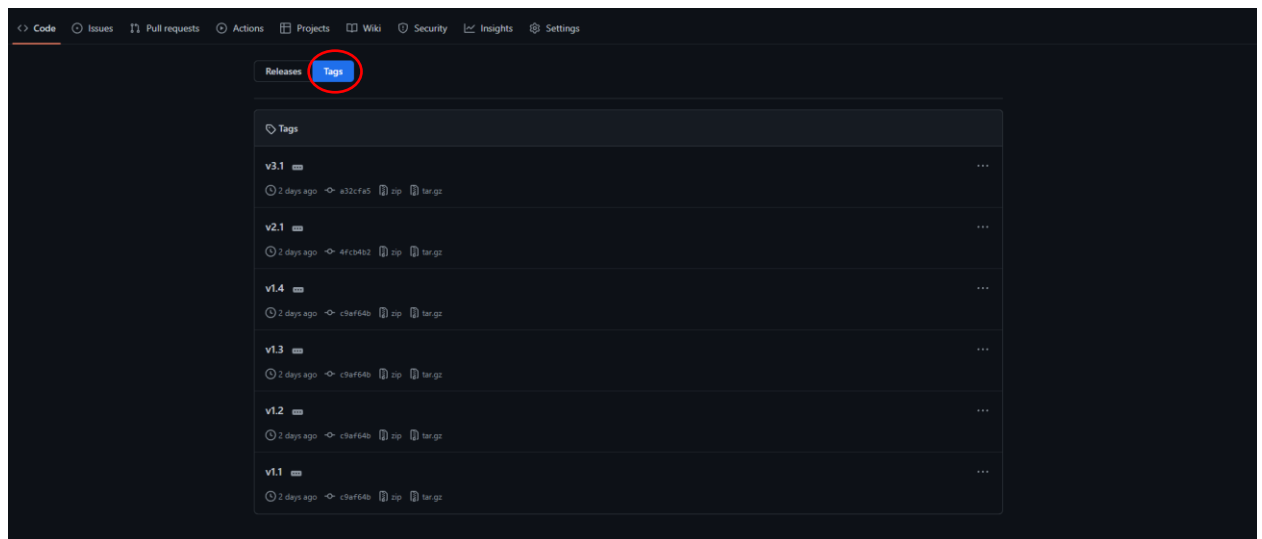 <> Code Issues Pull requests Actions Projects Wiki Security Insights Settings
Releases Tags
Tags
v3.1 ...
2 days ago a32cfa5 zip tar.gz
v2.1 ...
2 days ago 4fcb4b2 zip tar.gz
v1.4 ...
2 days ago c9af64b zip tar.gz
v1.3 ...
2 days ago c9af64b zip tar.gz
v1.2 ...
2 days ago c9af64b zip tar.gz
v1.1 ...
2 days ago c9af64b zip tar.gz